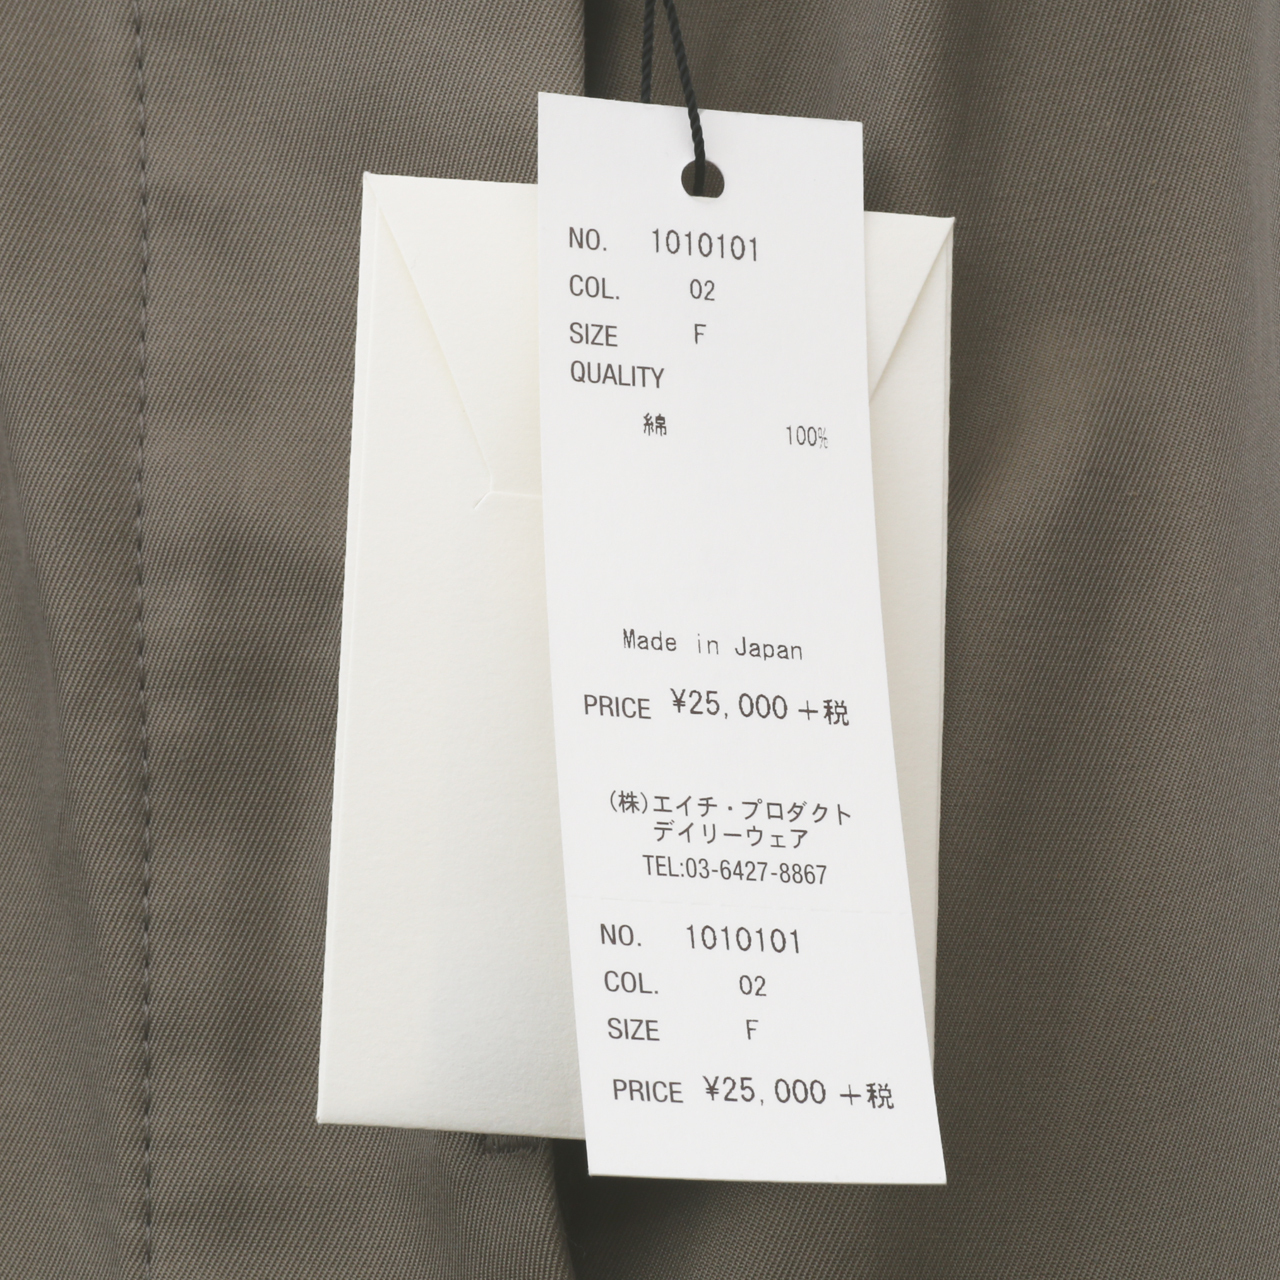 NO. 1010101
COL. 02
SIZE F
QUALITY
綿 100%
Made in Japan
PRICE ¥25,000 +税
(株)エイチ・プロダクト
デイリーウェア
TEL:03-6427-8867
NO. 1010101
COL. 02
SIZE F
PRICE ¥25,000 +税